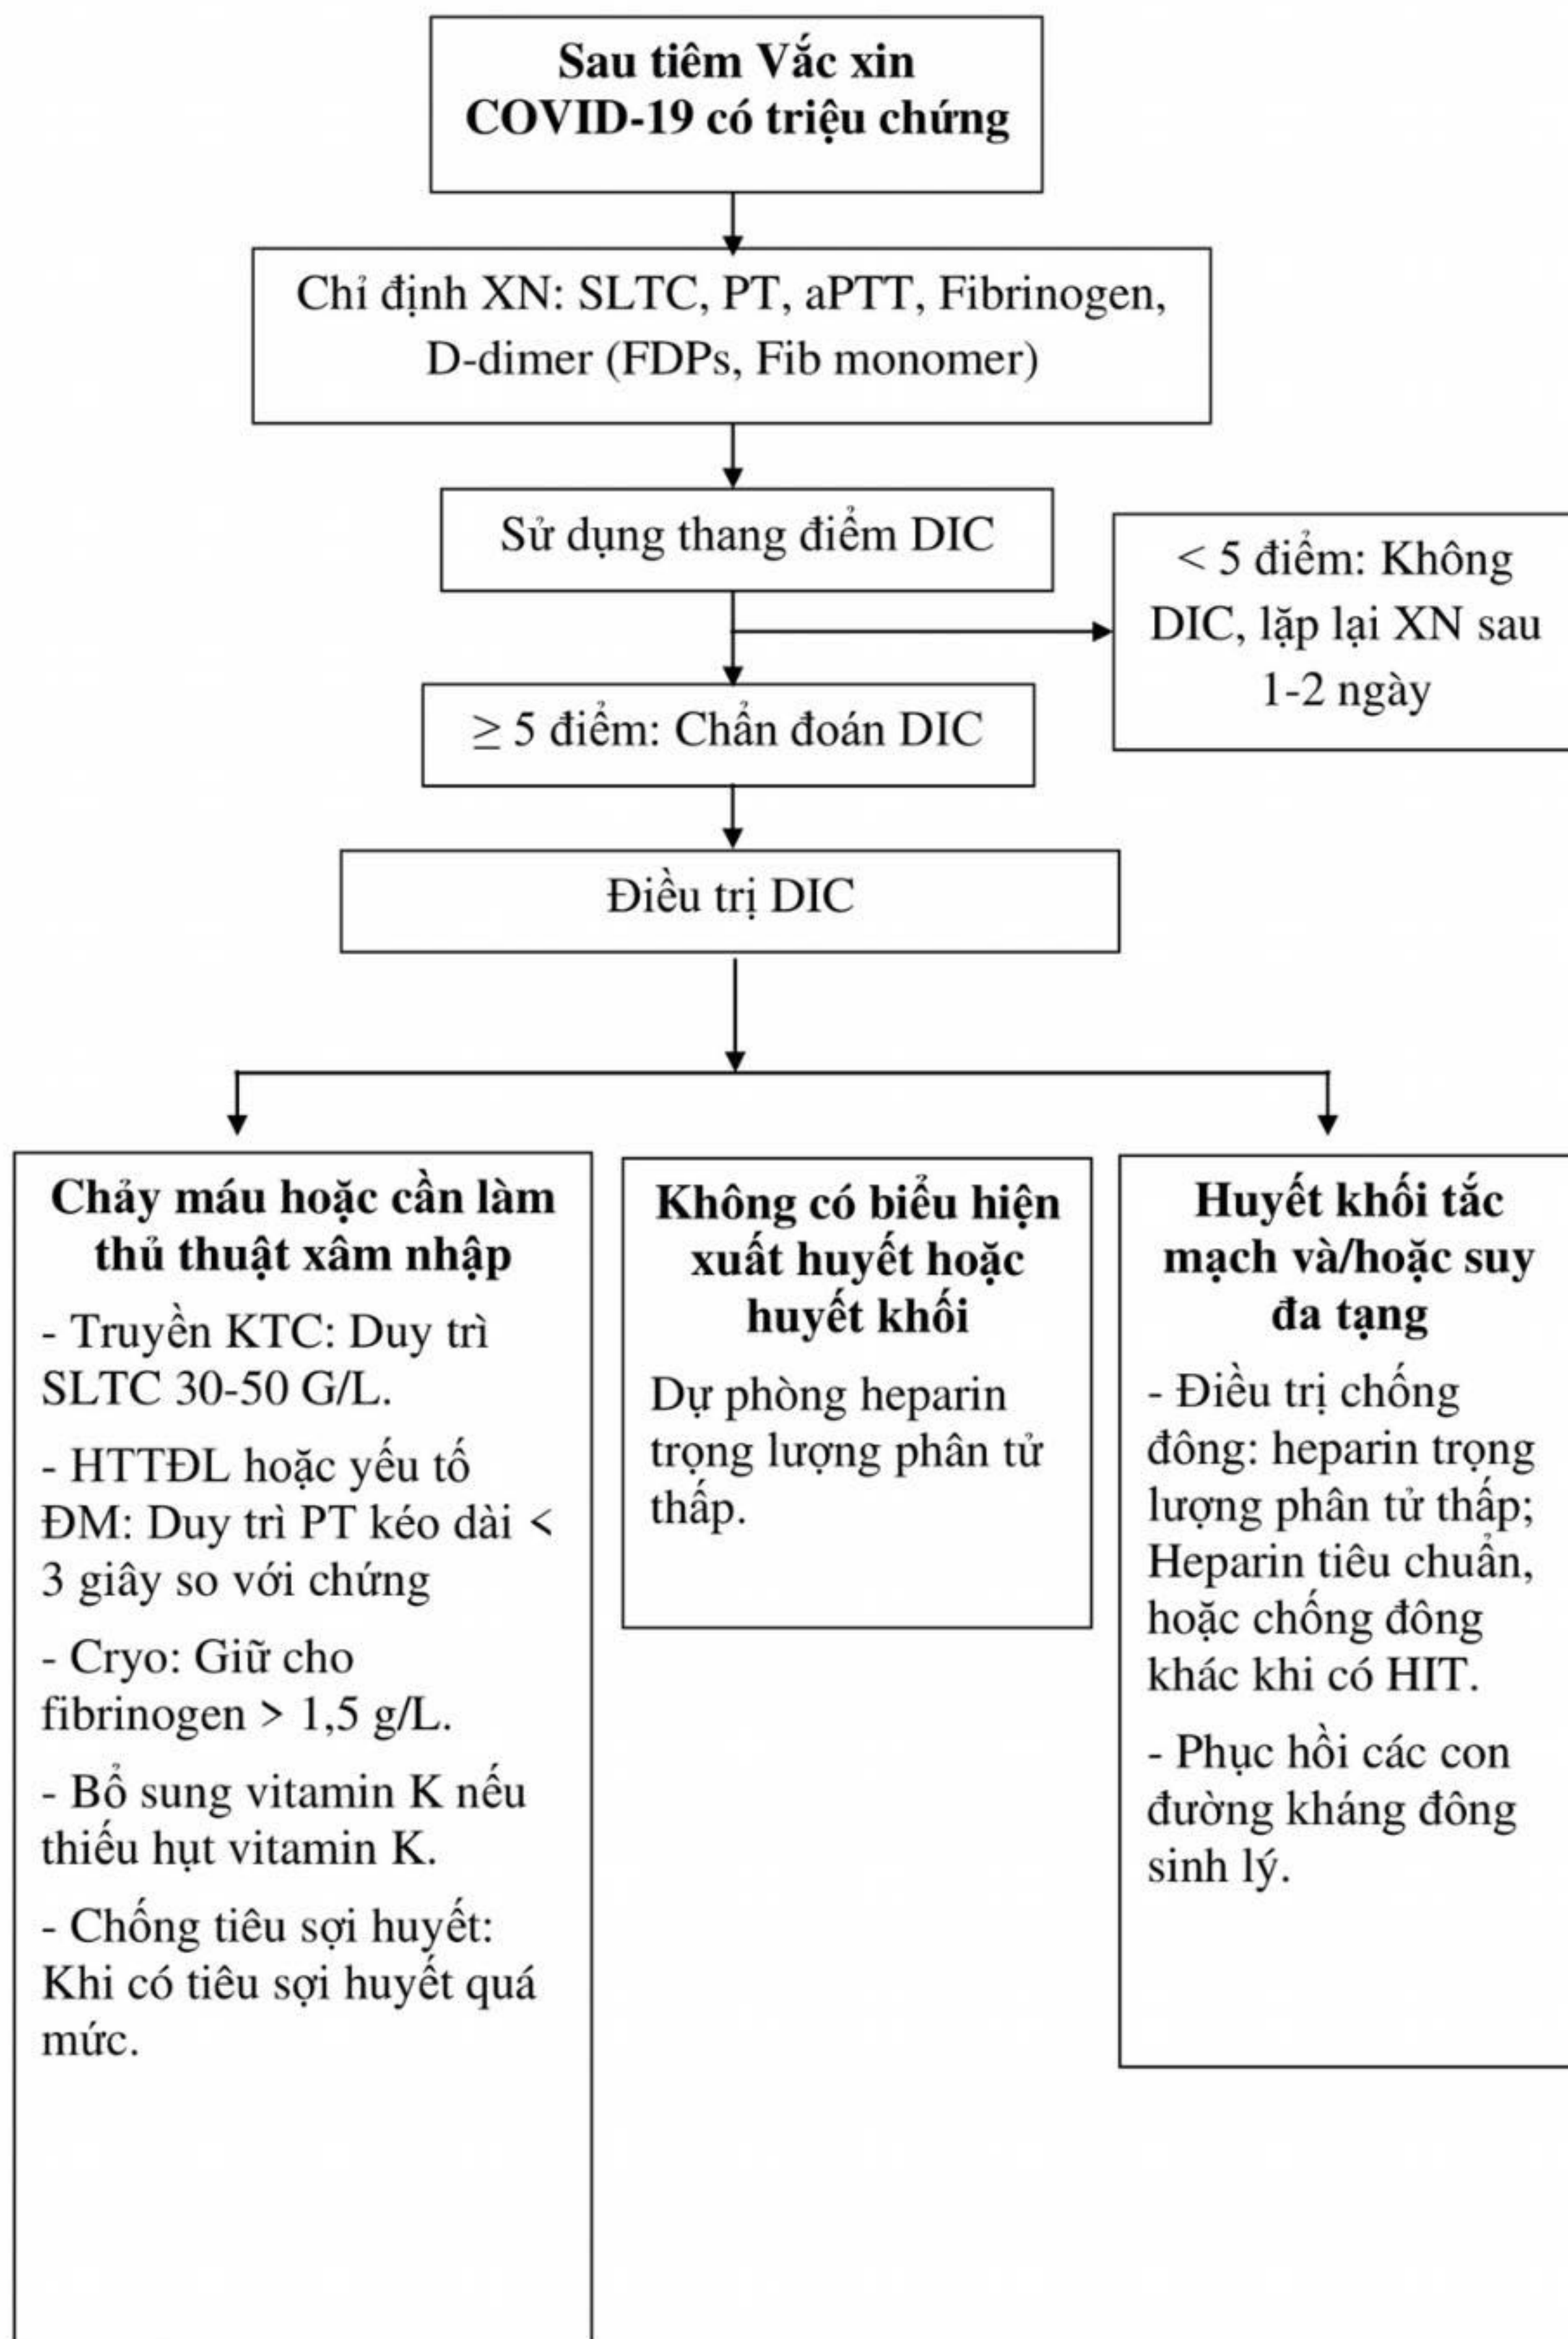 Sau tiêm Vắc xin
COVID-19 có triệu chứng
Chỉ định XN: SLTC, PT, aPTT, Fibrinogen,
D-dimer (FDPs, Fib monomer)
Sử dụng thang điểm DIC
< 5 điểm: Không
DIC, lặp lại XN sau
1-2 ngày
≥ 5 điểm: Chẩn đoán DIC
Điều trị DIC
Chảy máu hoặc cần làm
thủ thuật xâm nhập
- Truyền KTC: Duy trì
SLTC 30-50 G/L.
- HTTĐL hoặc yếu tố
ĐM: Duy trì PT kéo dài <
3 giây so với chứng
- Cryo: Giữ cho
fibrinogen > 1,5 g/L.
- Bổ sung vitamin K nếu
thiếu hụt vitamin K.
- Chống tiêu sợi huyết:
Khi có tiêu sợi huyết quá
mức.
Không có biểu hiện
xuất huyết hoặc
huyết khối
Dự phòng heparin
trọng lượng phân tử
thấp.
Huyết khối tắc
mạch và/hoặc suy
đa tạng
- Điều trị chống
đông: heparin trọng
lượng phân tử thấp;
Heparin tiêu chuẩn,
hoặc chống đông
khác khi có HIT.
- Phục hồi các con
đường kháng đông
sinh lý.